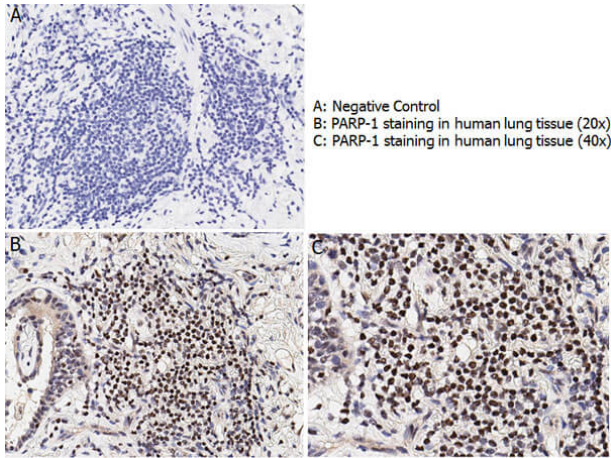 A
A: Negative Control
B: PARP-1 staining in human lung tissue (20x)
C: PARP-1 staining in human lung tissue (40x)
B
C